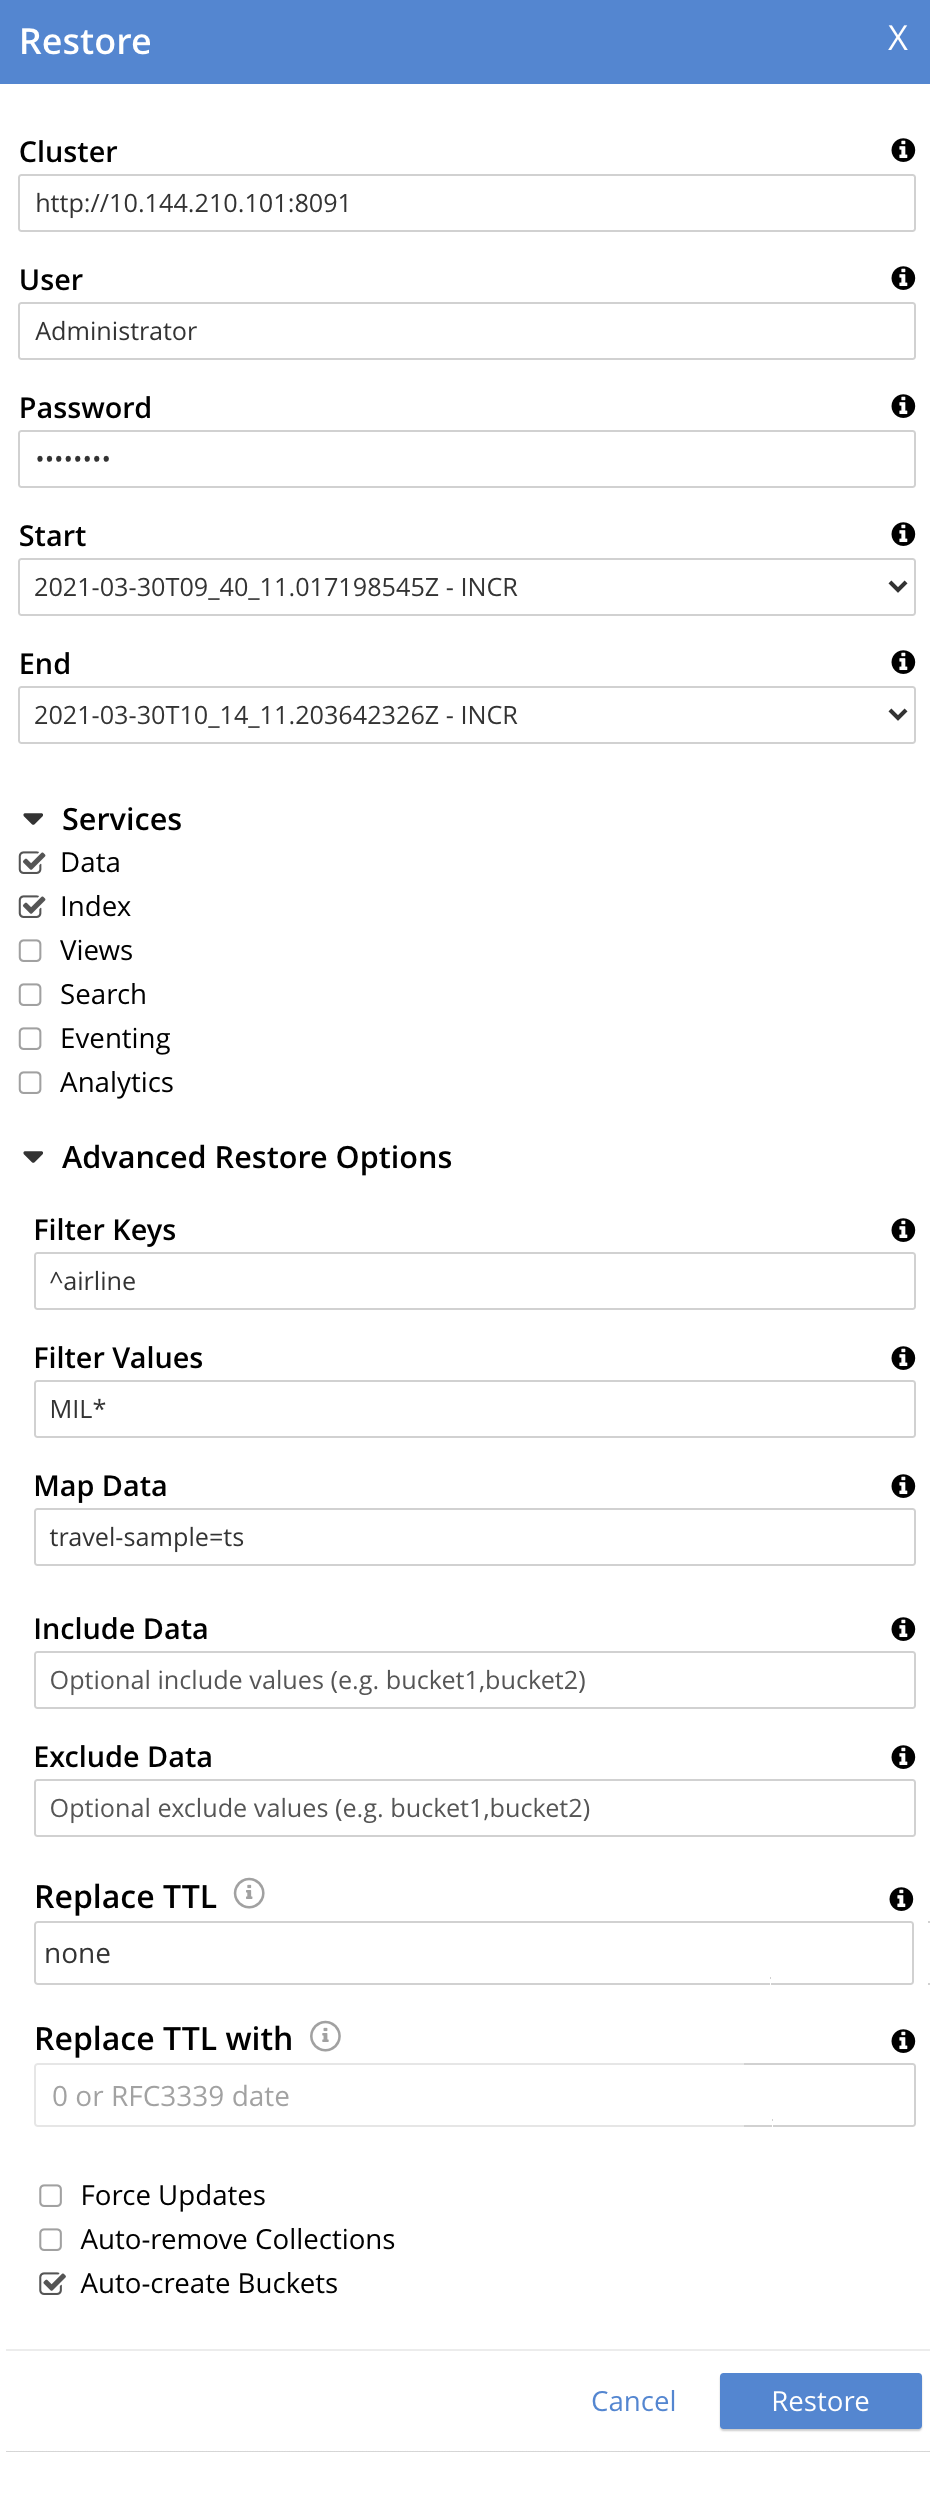 Restore X
Cluster
http://10.144.210.101:8091
User
Administrator
Password
••••••••
Start
2021-03-30T09_40_11.017198545Z - INCR
End
2021-03-30T10_14_11.203642326Z - INCR
Services
Data
Index
Views
Search
Eventing
Analytics
Advanced Restore Options
Filter Keys
^airline
Filter Values
MIL*
Map Data
travel-sample=ts
Include Data
Optional include values (e.g. bucket1,bucket2)
Exclude Data
Optional exclude values (e.g. bucket1,bucket2)
Replace TTL
none
Replace TTL with
0 or RFC3339 date
Force Updates
Auto-remove Collections
Auto-create Buckets
Cancel Restore